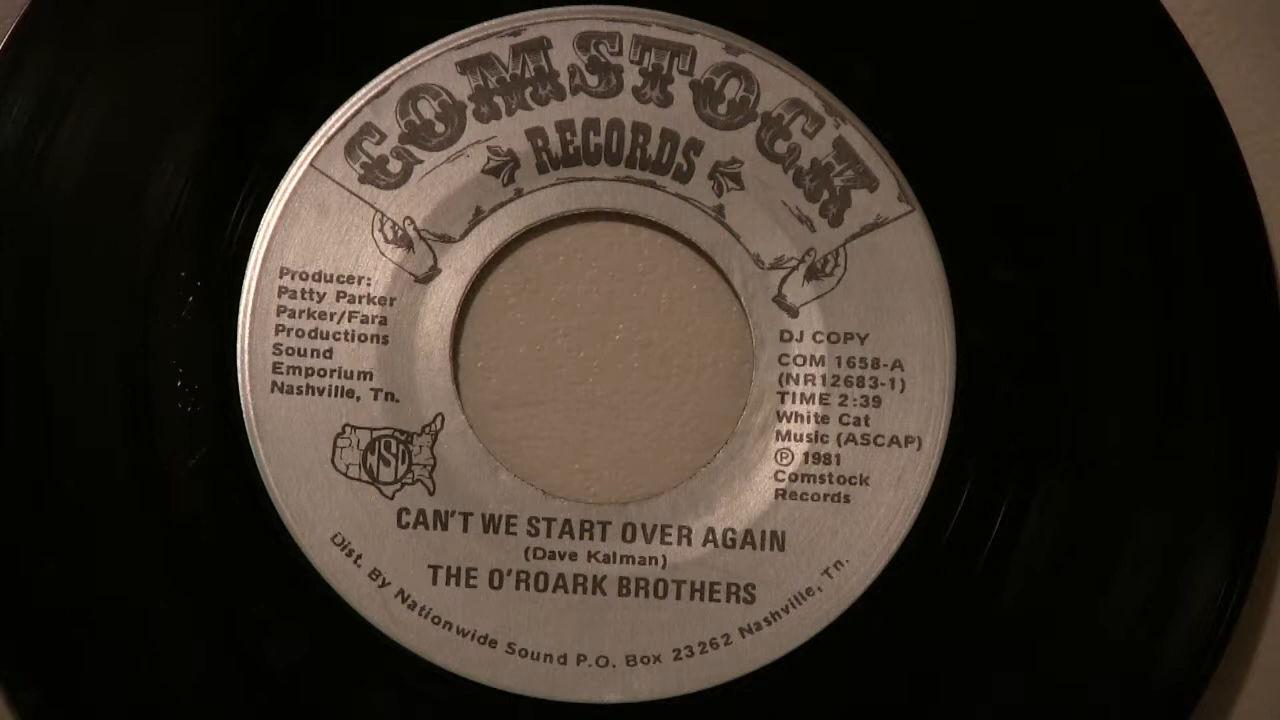 COMSTOCK
RECORDS
Producer:
Patty Parker
Parker/Fara
Productions
Sound
Emporium
Nashville, Tn.
NSD
DJ COPY
COM 1658-A
(NR12683-1)
TIME 2:39
White Cat
Music (ASCAP)
℗ 1981
Comstock
Records
CAN'T WE START OVER AGAIN
(Dave Kalman)
THE O'ROARK BROTHERS
Dist. By Nationwide Sound P.O. Box 23262 Nashville, Tn.